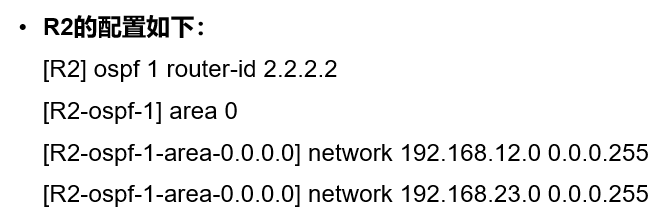 • R2的配置如下：
[R2] ospf 1 router-id 2.2.2.2
[R2-ospf-1] area 0
[R2-ospf-1-area-0.0.0.0] network 192.168.12.0 0.0.0.255
[R2-ospf-1-area-0.0.0.0] network 192.168.23.0 0.0.0.255